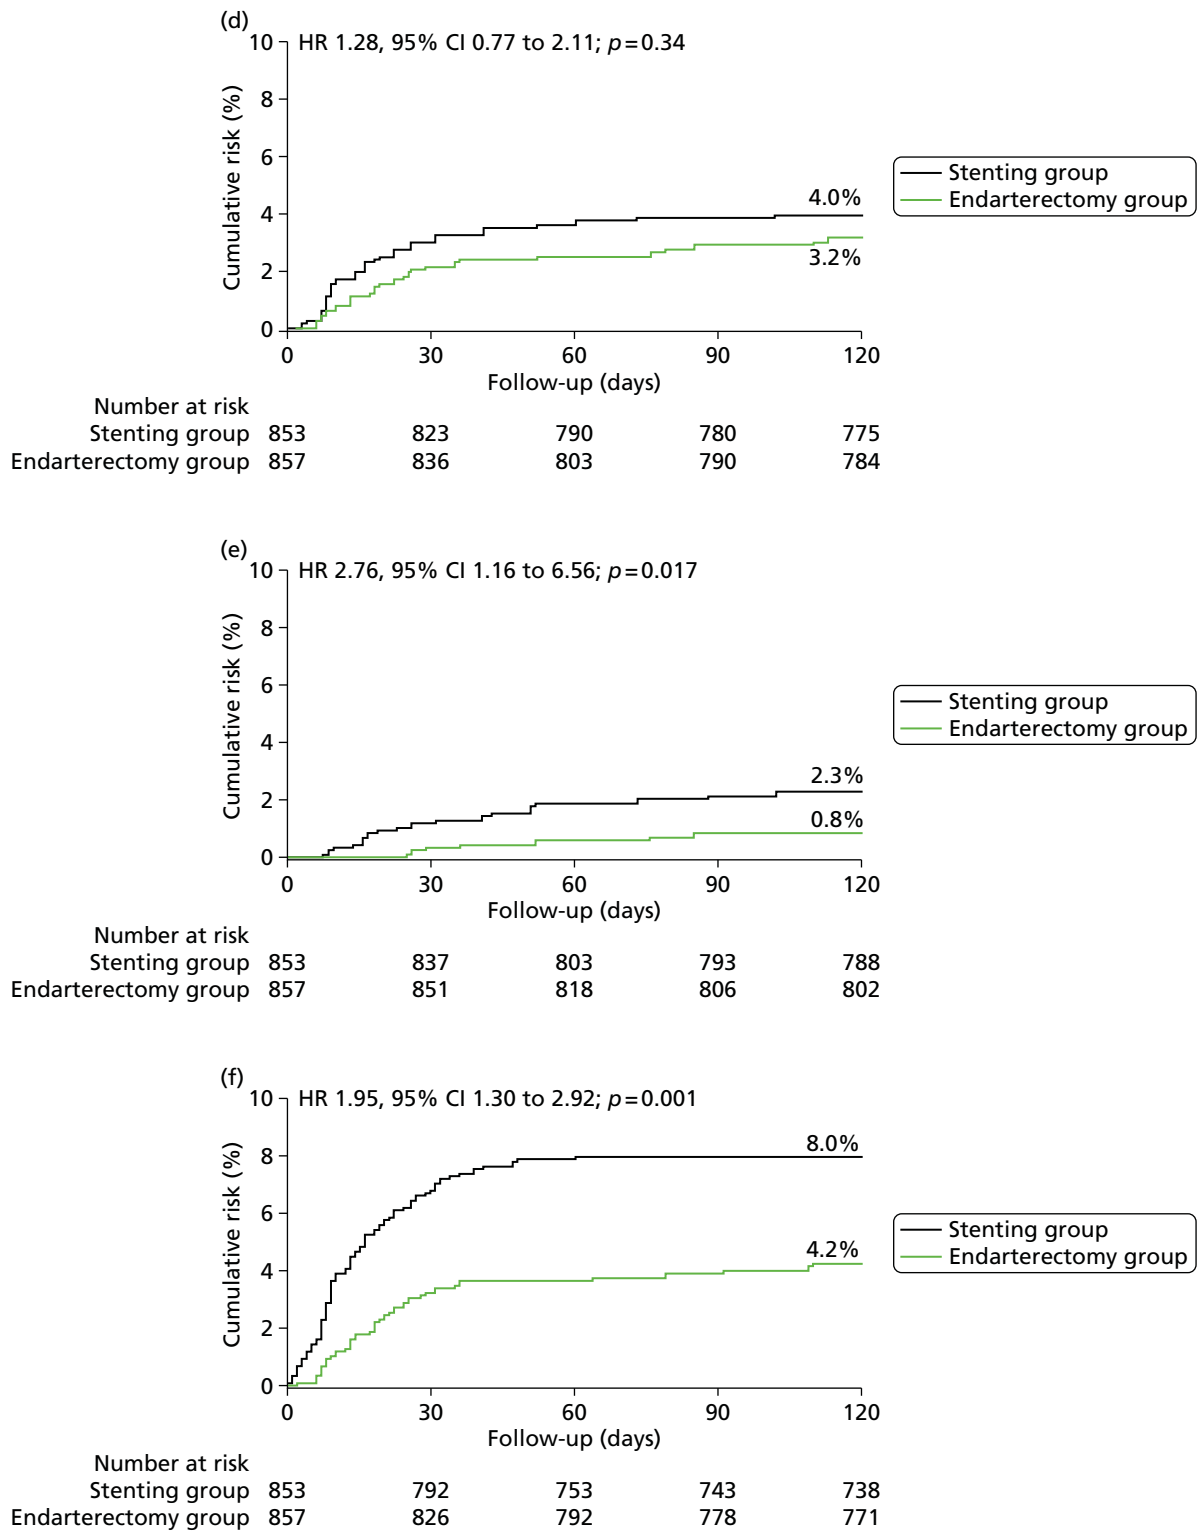 (d)
HR 1.28, 95% CI 0.77 to 2.11; p=0.34
Cumulative risk (%)
10
8
6
4
2
0
4.0%
3.2%
Stenting group
Endarterectomy group
0 30 60 90 120
Follow-up (days)
Number at risk
Stenting group 853 823 790 780 775
Endarterectomy group 857 836 803 790 784
(e)
HR 2.76, 95% CI 1.16 to 6.56; p=0.017
Cumulative risk (%)
10
8
6
4
2
0
2.3%
0.8%
Stenting group
Endarterectomy group
0 30 60 90 120
Follow-up (days)
Number at risk
Stenting group 853 837 803 793 788
Endarterectomy group 857 851 818 806 802
(f)
HR 1.95, 95% CI 1.30 to 2.92; p=0.001
Cumulative risk (%)
10
8
6
4
2
0
8.0%
4.2%
Stenting group
Endarterectomy group
0 30 60 90 120
Follow-up (days)
Number at risk
Stenting group 853 792 753 743 738
Endarterectomy group 857 826 792 778 771